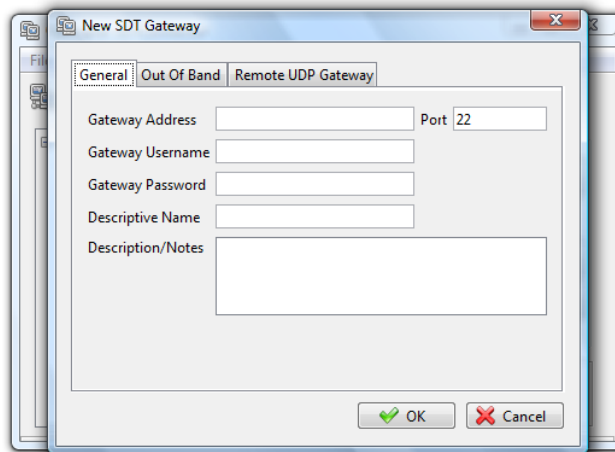 New SDT Gateway
Fil
General Out Of Band Remote UDP Gateway
Gateway Address Port 22
Gateway Username
Gateway Password
Descriptive Name
Description/Notes
OK Cancel